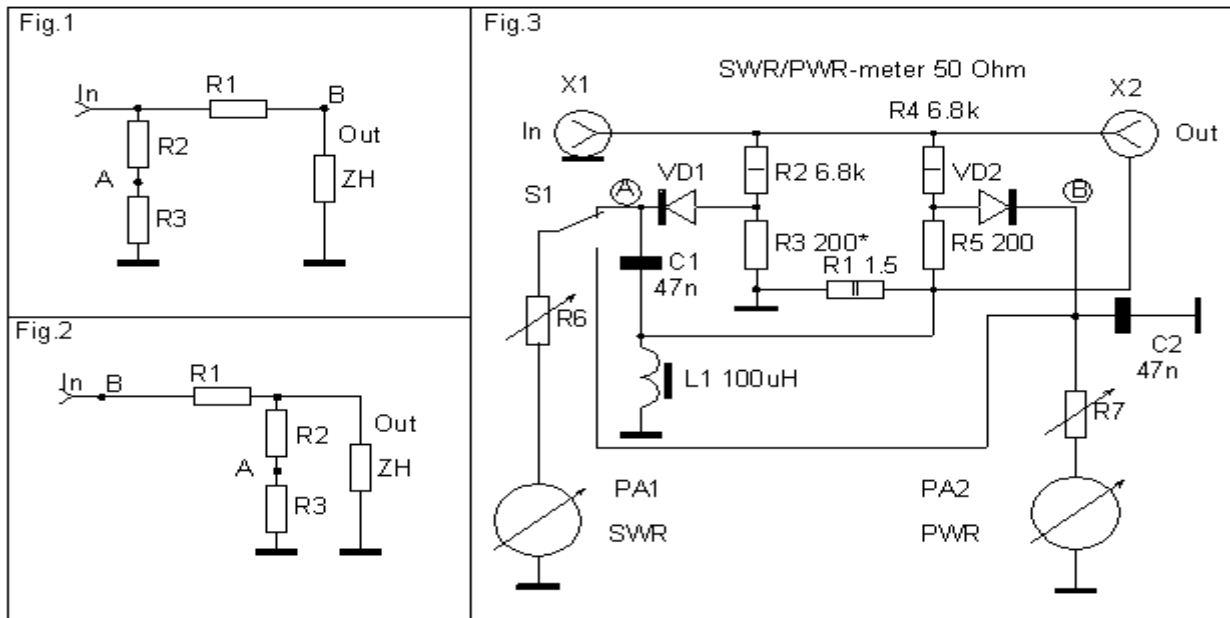 Fig.1
In
R1
B
R2
Out
A
ZH
R3
Fig.2
In
B
R1
R2
Out
A
ZH
R3
Fig.3
SWR/PWR-meter 50 Ohm
X1
X2
R4 6.8k
In
Out
VD1
R2 6.8k
VD2
A
B
S1
R3 200*
R5 200
C1
47n
R1 1.5
R6
C2
47n
L1 100uH
R7
PA1
SWR
PA2
PWR